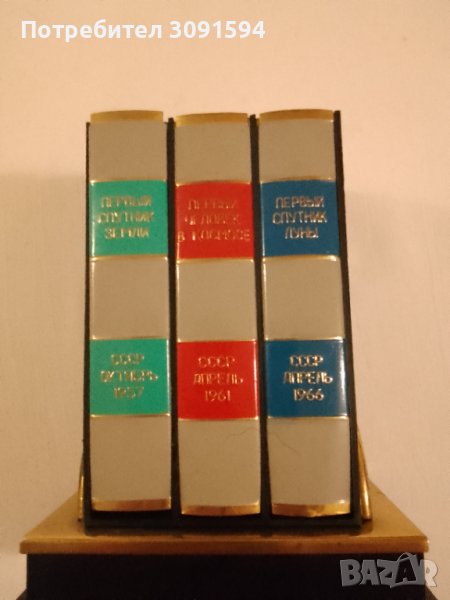 Потребител 3091594
ПЕРВЫЙ
СПУТНИК
ЗЕМЛИ
СССР
ОКТЯБРЬ
1957
ПЕРВЫЙ
ЧЕЛОВЕК
В КОСМОСЕ
СССР
АПРЕЛЬ
1961
ПЕРВЫЙ
СПУТНИК
ЛУНЫ
СССР
АПРЕЛЬ
1966
BAZAR